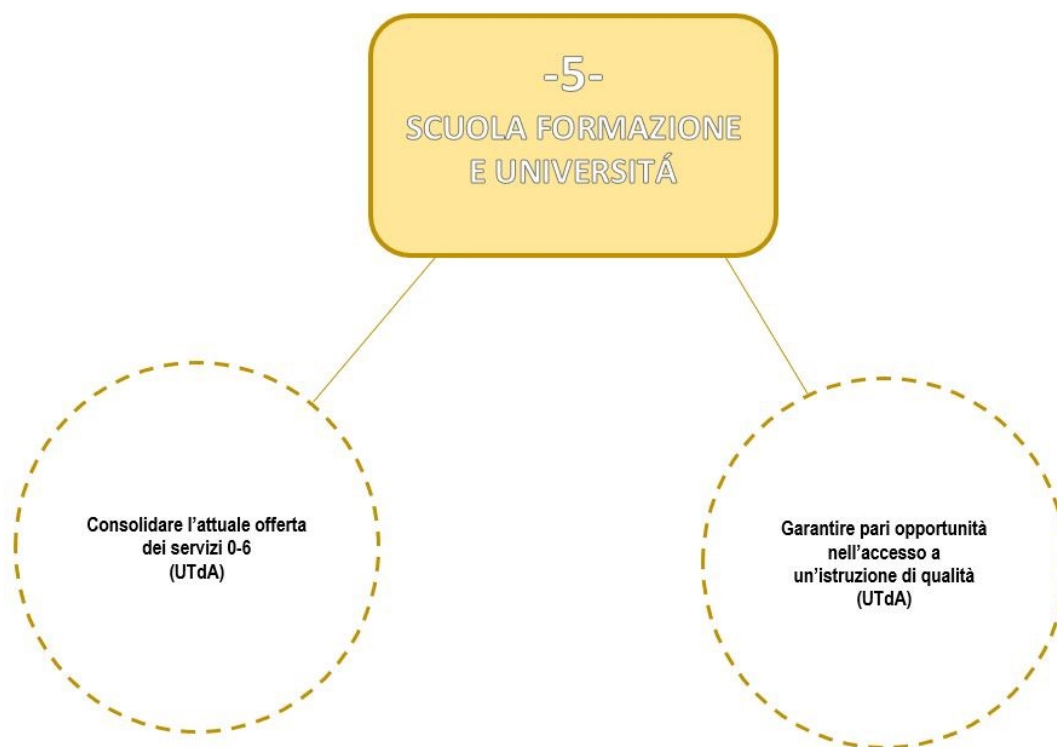 -5-
SCUOLA FORMAZIONE
E UNIVERSITÁ
Consolidare l’attuale offerta
dei servizi 0-6
(UTdA)
Garantire pari opportunità
nell’accesso a
un’istruzione di qualità
(UTdA)